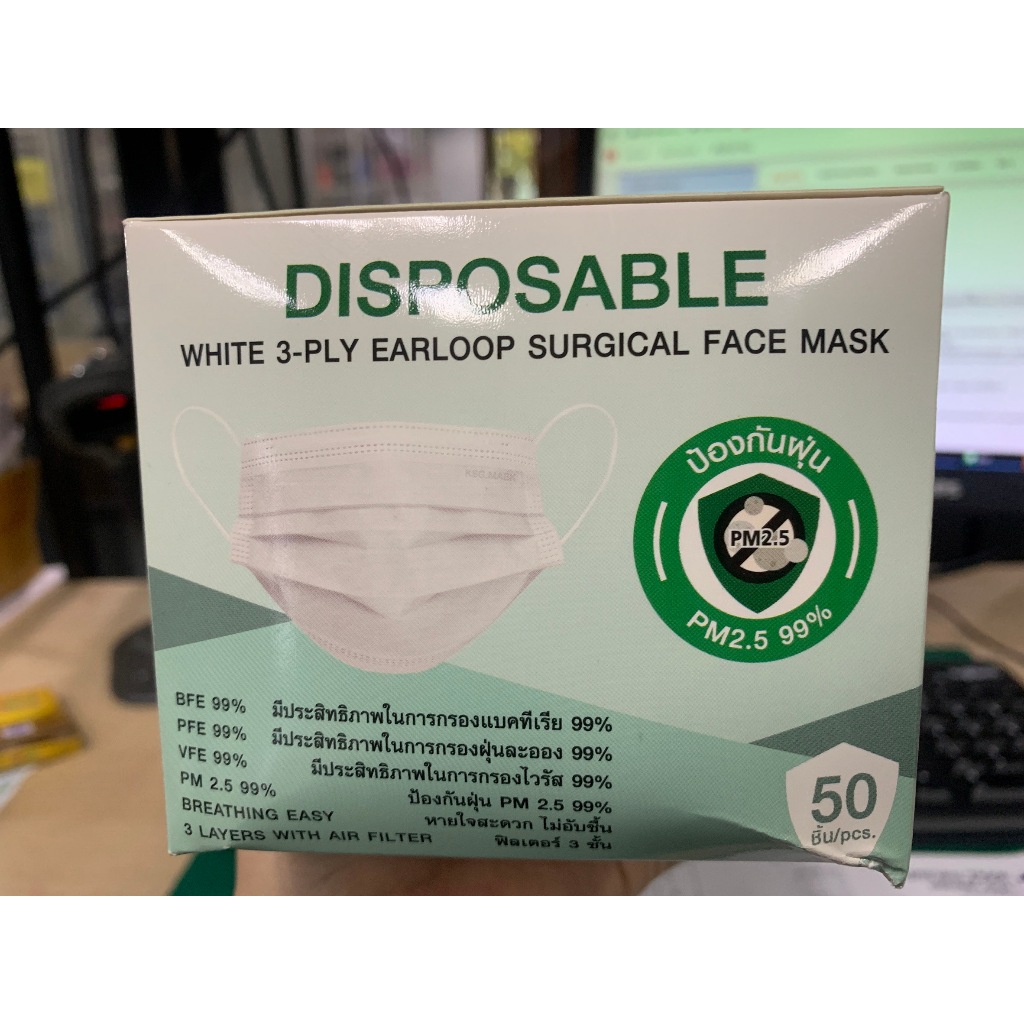 DISPOSABLE
WHITE 3-PLY EARLOOP SURGICAL FACE MASK
KSG.MASK
ป้องกันฝุ่น
PM2.5
PM2.5 99%
BFE 99% มีประสิทธิภาพในการกรองแบคทีเรีย 99%
PFE 99% มีประสิทธิภาพในการกรองฝุ่นละออง 99%
VFE 99% มีประสิทธิภาพในการกรองไวรัส 99%
PM 2.5 99% ป้องกันฝุ่น PM 2.5 99%
BREATHING EASY หายใจสะดวก ไม่อับชื้น
3 LAYERS WITH AIR FILTER ฟิลเตอร์ 3 ชั้น
50
ชิ้น/pcs.